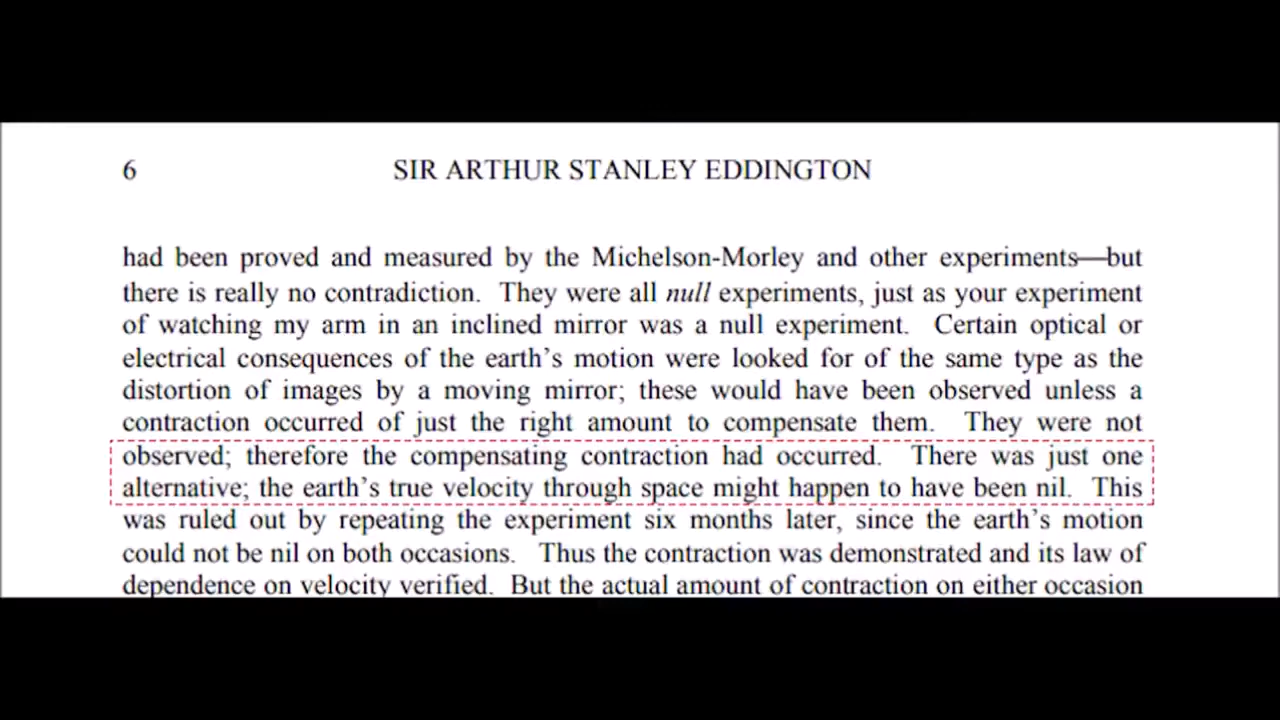 6 SIR ARTHUR STANLEY EDDINGTON
had been proved and measured by the Michelson-Morley and other experiments—but
there is really no contradiction. They were all null experiments, just as your experiment
of watching my arm in an inclined mirror was a null experiment. Certain optical or
electrical consequences of the earth's motion were looked for of the same type as the
distortion of images by a moving mirror; these would have been observed unless a
contraction occurred of just the right amount to compensate them. They were not
observed; therefore the compensating contraction had occurred. There was just one
alternative; the earth's true velocity through space might happen to have been nil. This
was ruled out by repeating the experiment six months later, since the earth's motion
could not be nil on both occasions. Thus the contraction was demonstrated and its law of
dependence on velocity verified. But the actual amount of contraction on either occasion